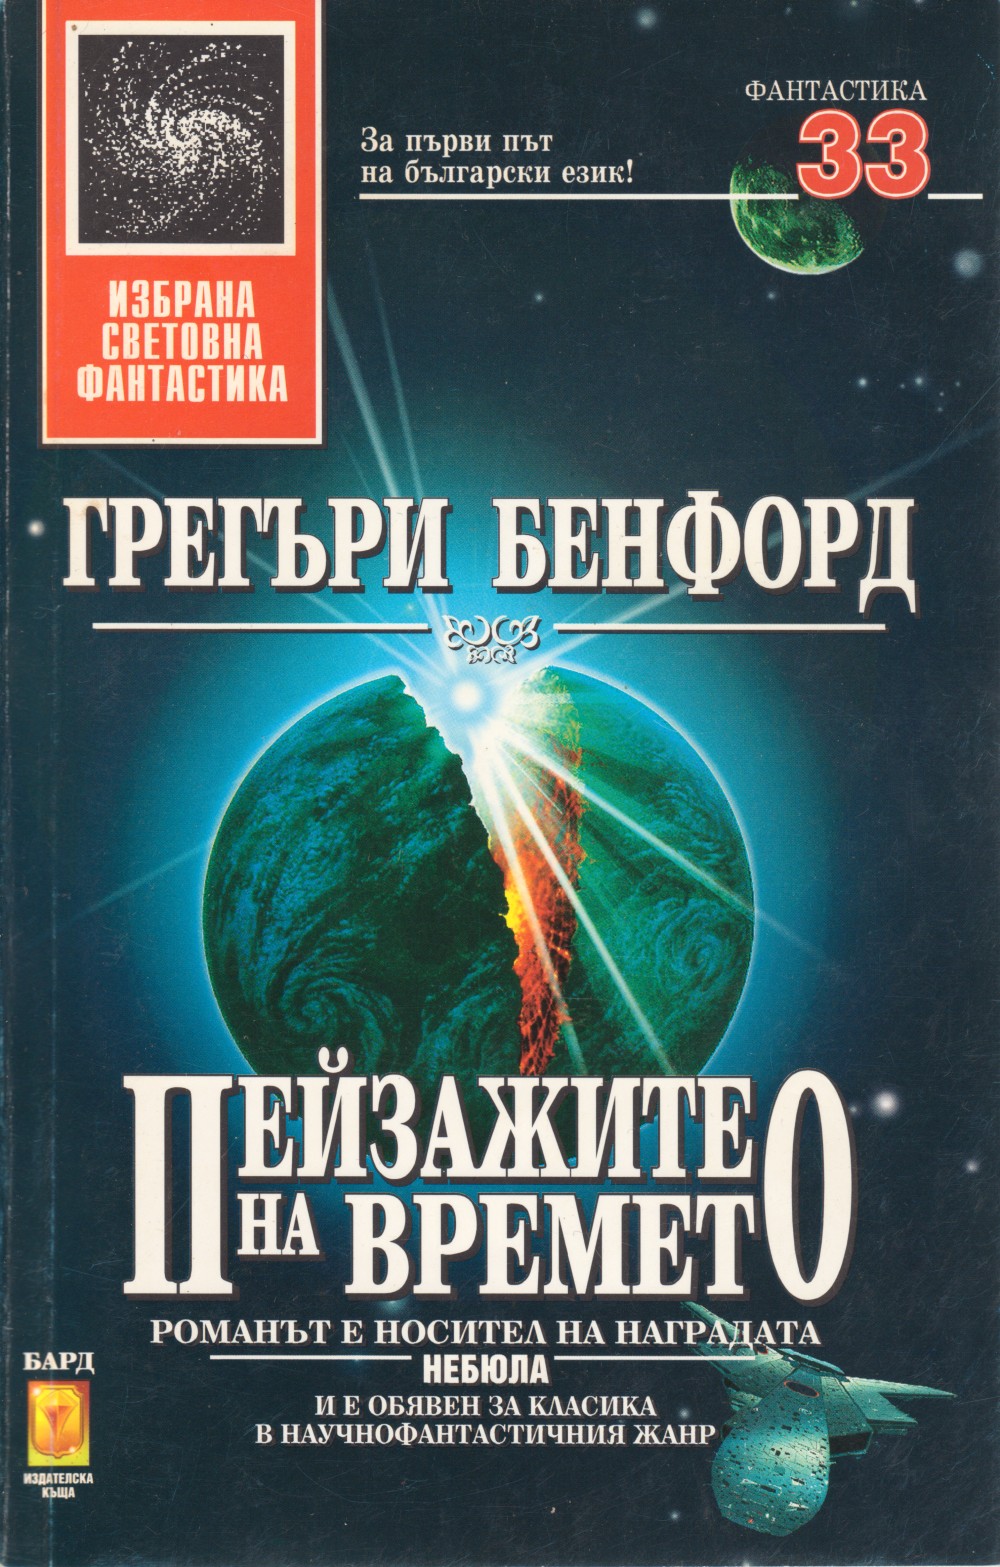 ФАНТАСТИКА
33
За първи път
на български език!
ИЗБРАНА
СВЕТОВНА
ФАНТАСТИКА
ГРЕГЪРИ БЕНФОРД
ПЕЙЗАЖИТЕ
НА ВРЕМЕТО
РОМАНЪТ Е НОСИТЕЛ НА НАГРАДАТА
НЕБЮЛА
И Е ОБЯВЕН ЗА КЛАСИКА
В НАУЧНОФАНТАСТИЧНИЯ ЖАНР
БАРД
ИЗДАТЕЛСКА
КЪЩА